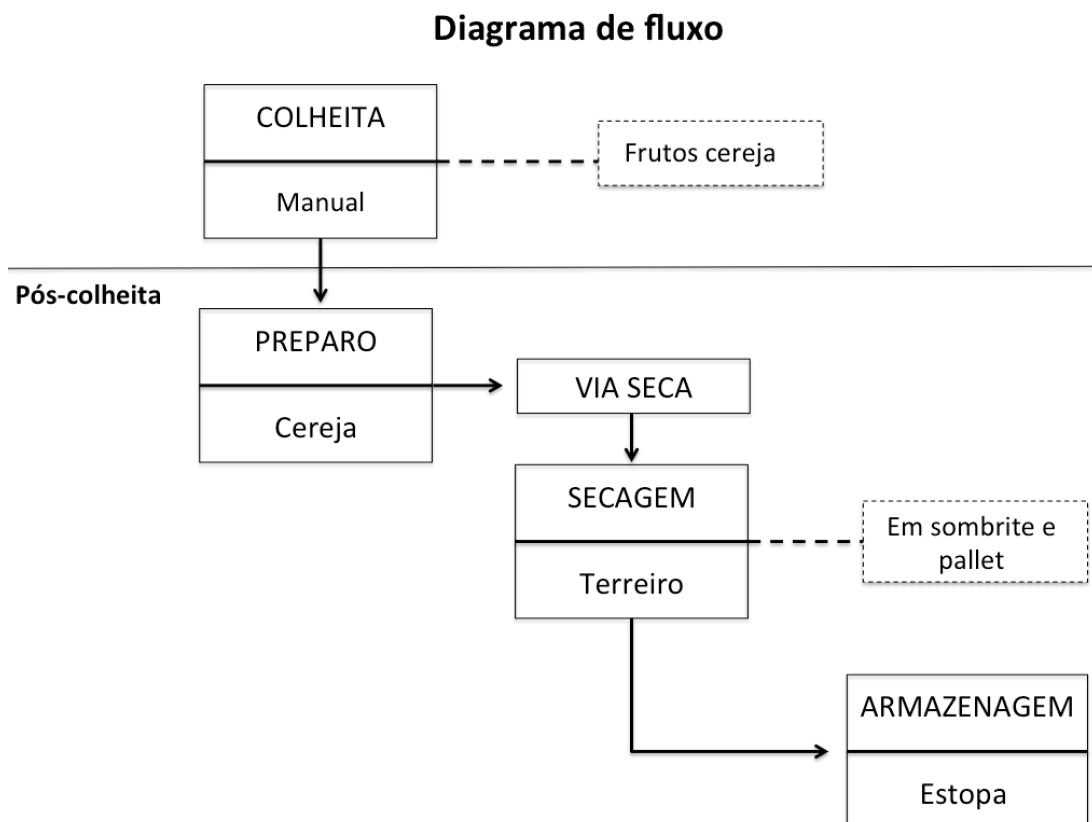 Diagrama de fluxo
COLHEITA
Frutos cereja
Manual
Pós-colheita
PREPARO
Cereja
VIA SECA
SECAGEM
Em sombrite e
pallet
Terreiro
ARMAZENAGEM
Estopa